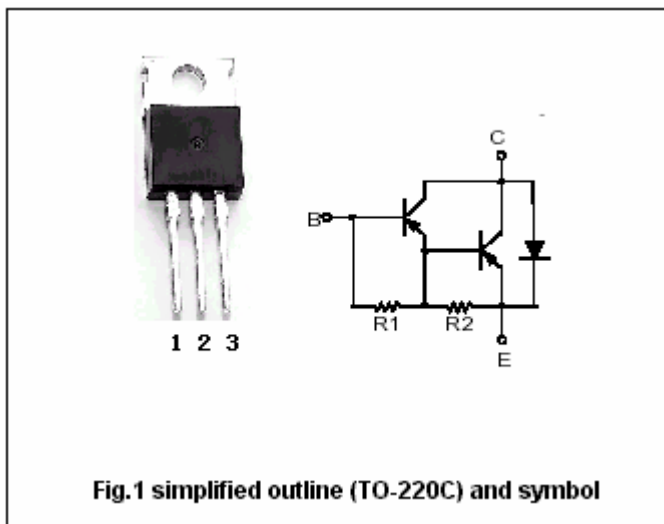 C
B
R1 R2
E
1 2 3
Fig.1 simplified outline (TO-220C) and symbol